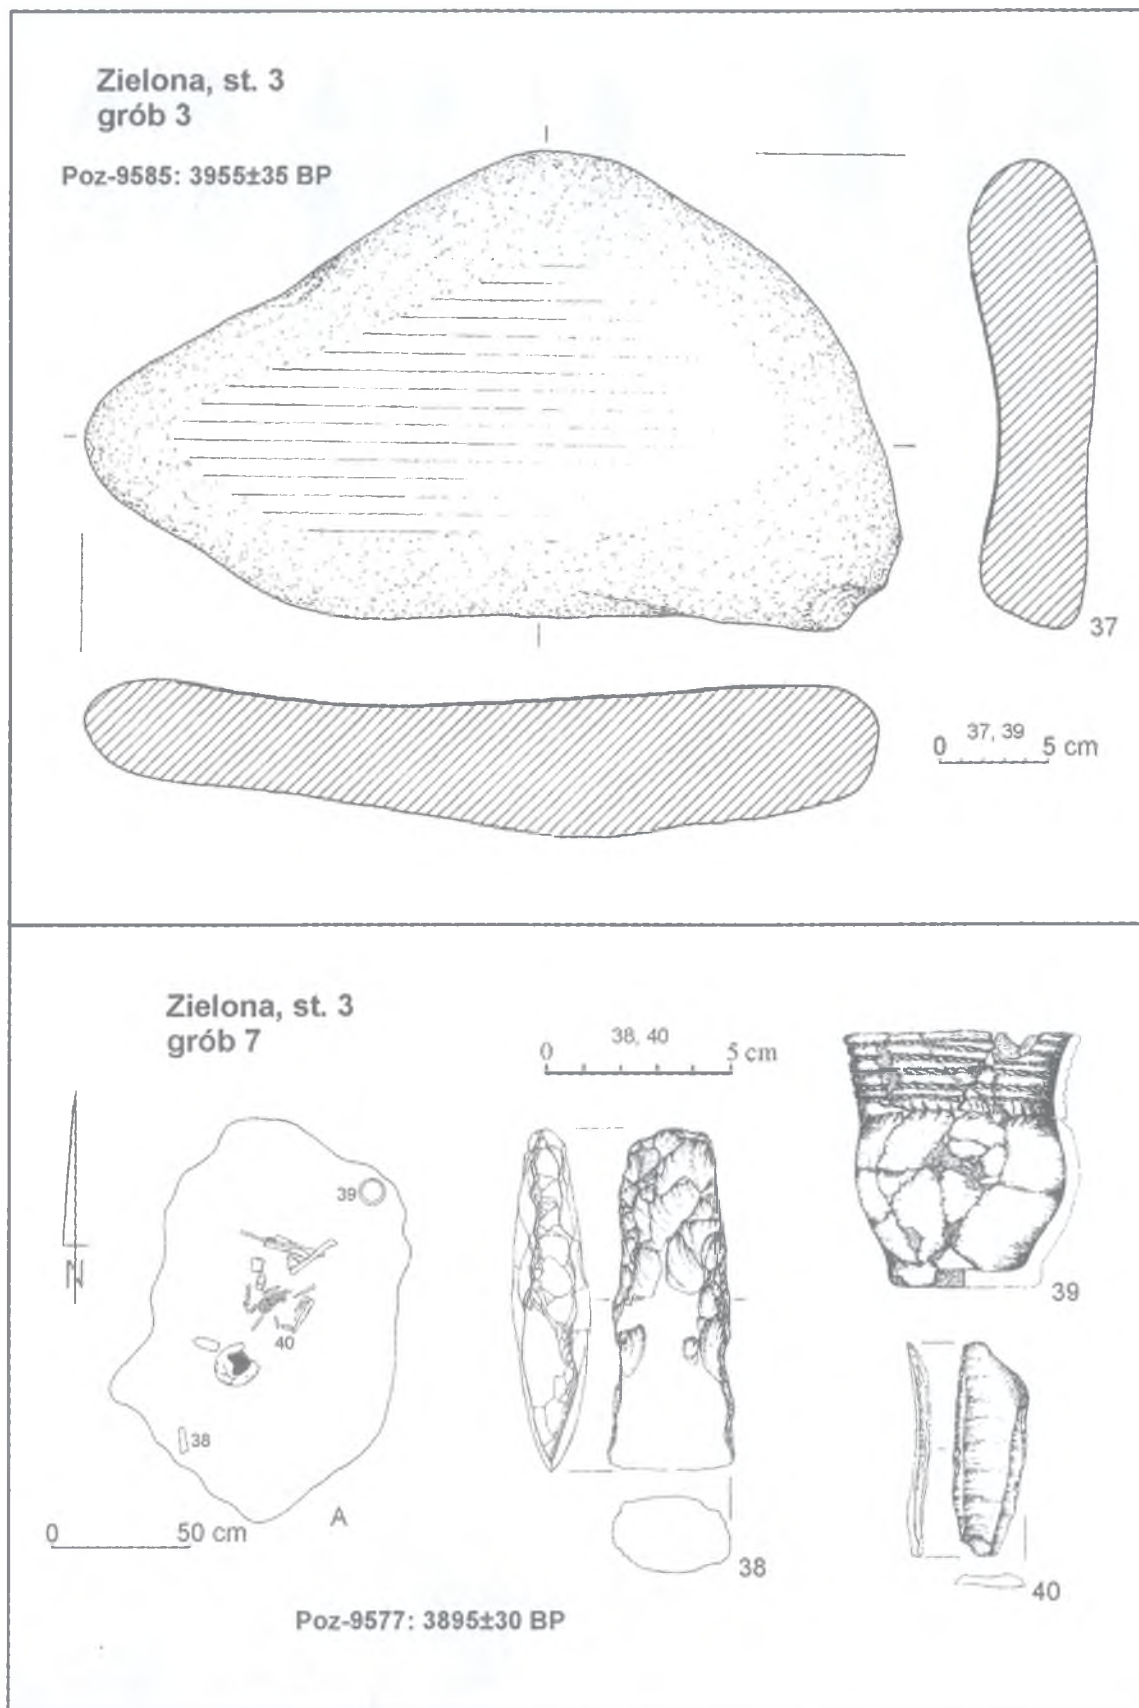 Zielona, st. 3
grób 3
Poz-9585: 3955±35 BP
37
37, 39
0 5 cm
Zielona, st. 3
grób 7
38, 40
0 5 cm
N
39
40
38
A
0 50 cm
39
38
40
Poz-9577: 3895±30 BP